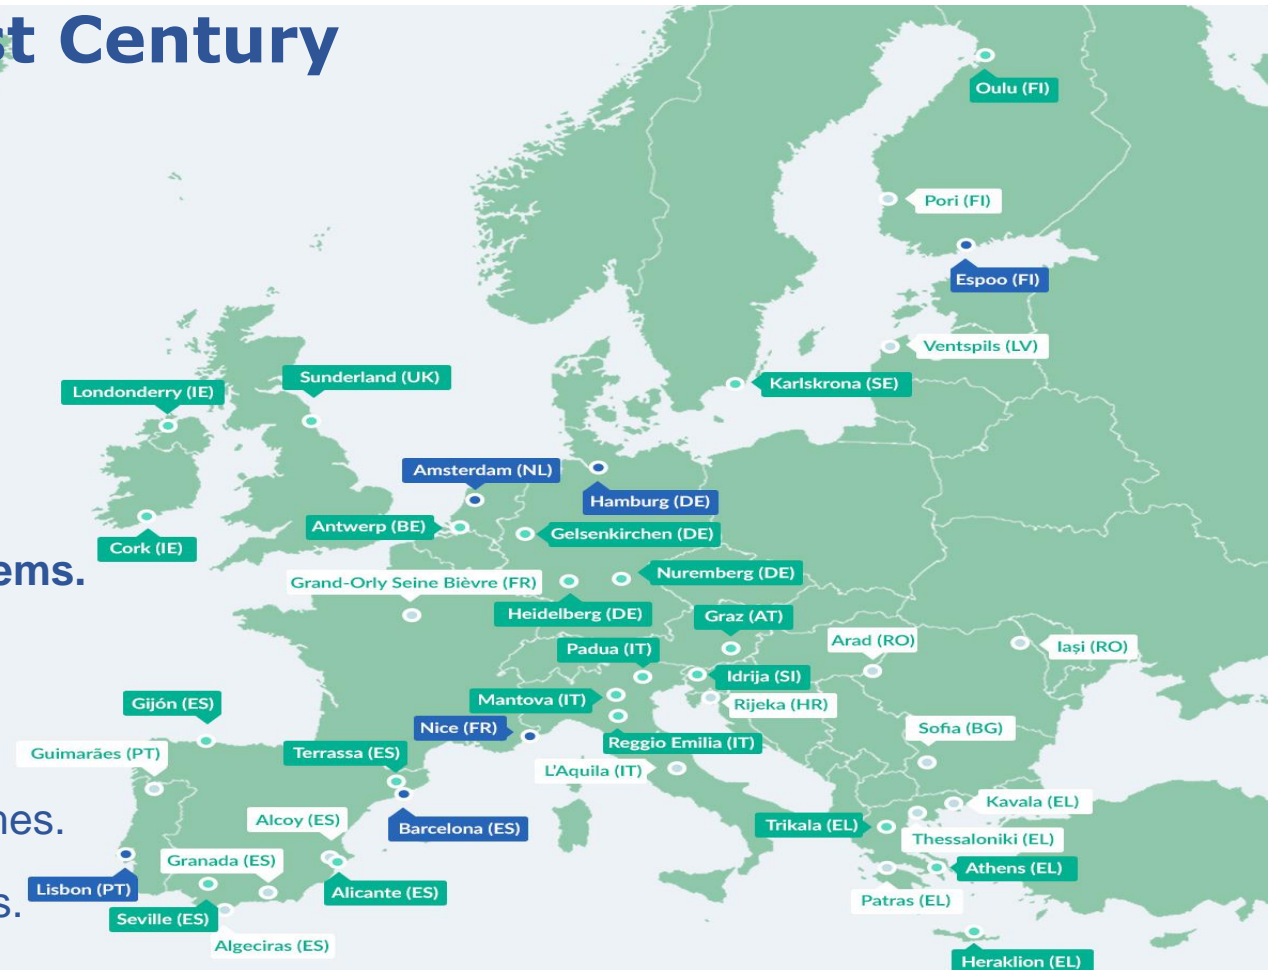 st Century
Oulu (FI)
Pori (FI)
Espoo (FI)
Ventspils (LV)
Sunderland (UK)
Karlskrona (SE)
Londonderry (IE)
Amsterdam (NL)
Hamburg (DE)
Antwerp (BE)
Gelsenkirchen (DE)
Cork (IE)
ems.
Nuremberg (DE)
Grand-Orly Seine Bièvre (FR)
Heidelberg (DE)
Graz (AT)
Arad (RO)
Iași (RO)
Padua (IT)
Idrija (SI)
Mantova (IT)
Gijón (ES)
Rijeka (HR)
Nice (FR)
Sofia (BG)
Reggio Emilia (IT)
Guimarães (PT)
Terrassa (ES)
L'Aquila (IT)
Kavala (EL)
nes.
Alcoy (ES)
Barcelona (ES)
Trikala (EL)
Thessaloniki (EL)
Granada (ES)
Athens (EL)
Lisbon (PT)
Alicante (ES)
Patras (EL)
s.
Seville (ES)
Algeciras (ES)
Heraklion (EL)